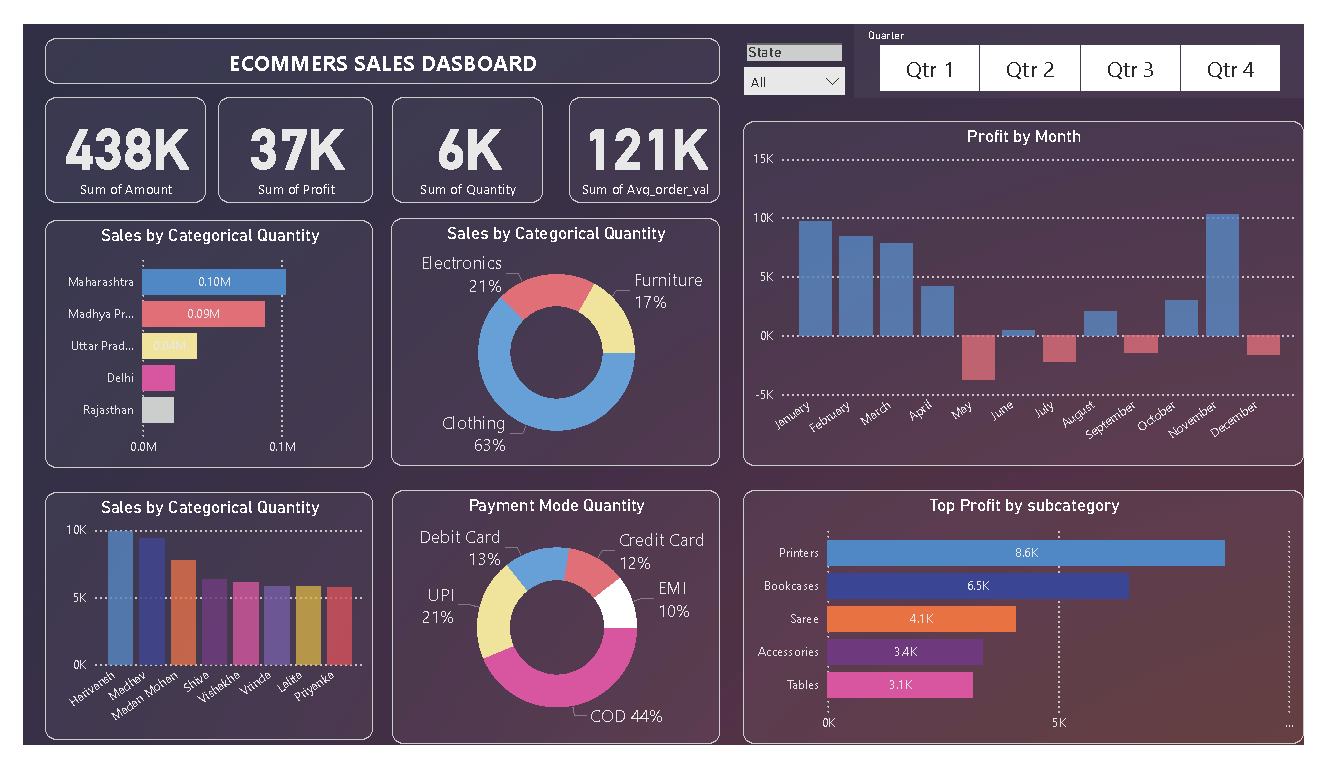 ECOMMERS SALES DASBOARD
State
All
Quarter
Qtr 1
Qtr 2
Qtr 3
Qtr 4
438K
Sum of Amount
37K
Sum of Profit
6K
Sum of Quantity
121K
Sum of Avq_order_val
Profit by Month
15K
10K
5K
0K
-5K
January
February
March
April
May
June
July
August
September
October
November
December
Sales by Categorical Quantity
Maharashtra
0.10M
Madhya Pr...
0.09M
Uttar Prad...
0.04M
Delhi
Rajasthan
0.0M
0.1M
Sales by Categorical Quantity
Electronics
21%
Furniture
17%
Clothing
63%
Sales by Categorical Quantity
10K
5K
0K
Harivansh
Madhav
Madan Mohan
Shiva
Vishakha
Vrinda
Lalita
Priyanka
Payment Mode Quantity
Debit Card
13%
Credit Card
12%
UPI
21%
EMI
10%
COD 44%
Top Profit by subcategory
Printers
8.6K
Bookcases
6.5K
Saree
4.1K
Accessories
3.4K
Tables
3.1K
0K
5K
...